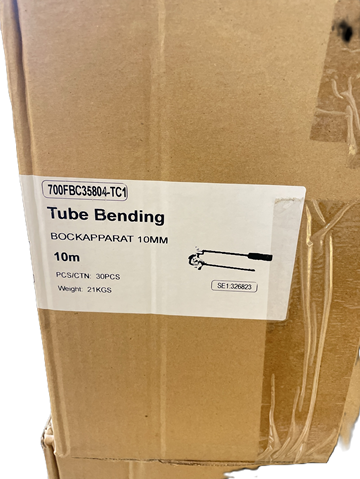 700FBC35804-TC1
Tube Bending
BOCKAPPARAT 10MM
10m
PCS/CTN: 30PCS
Weight: 21KGS
SE1:326823